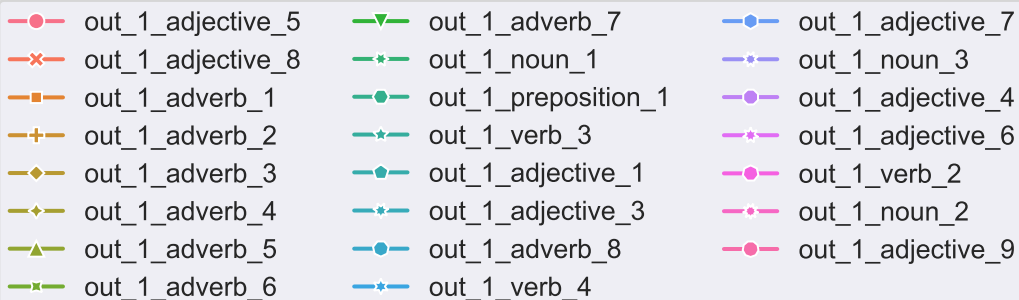 out_1_adjective_5
out_1_adjective_8
out_1_adverb_1
out_1_adverb_2
out_1_adverb_3
out_1_adverb_4
out_1_adverb_5
out_1_adverb_6
out_1_adverb_7
out_1_noun_1
out_1_preposition_1
out_1_verb_3
out_1_adjective_1
out_1_adjective_3
out_1_adverb_8
out_1_verb_4
out_1_adjective_7
out_1_noun_3
out_1_adjective_4
out_1_adjective_6
out_1_verb_2
out_1_noun_2
out_1_adjective_9